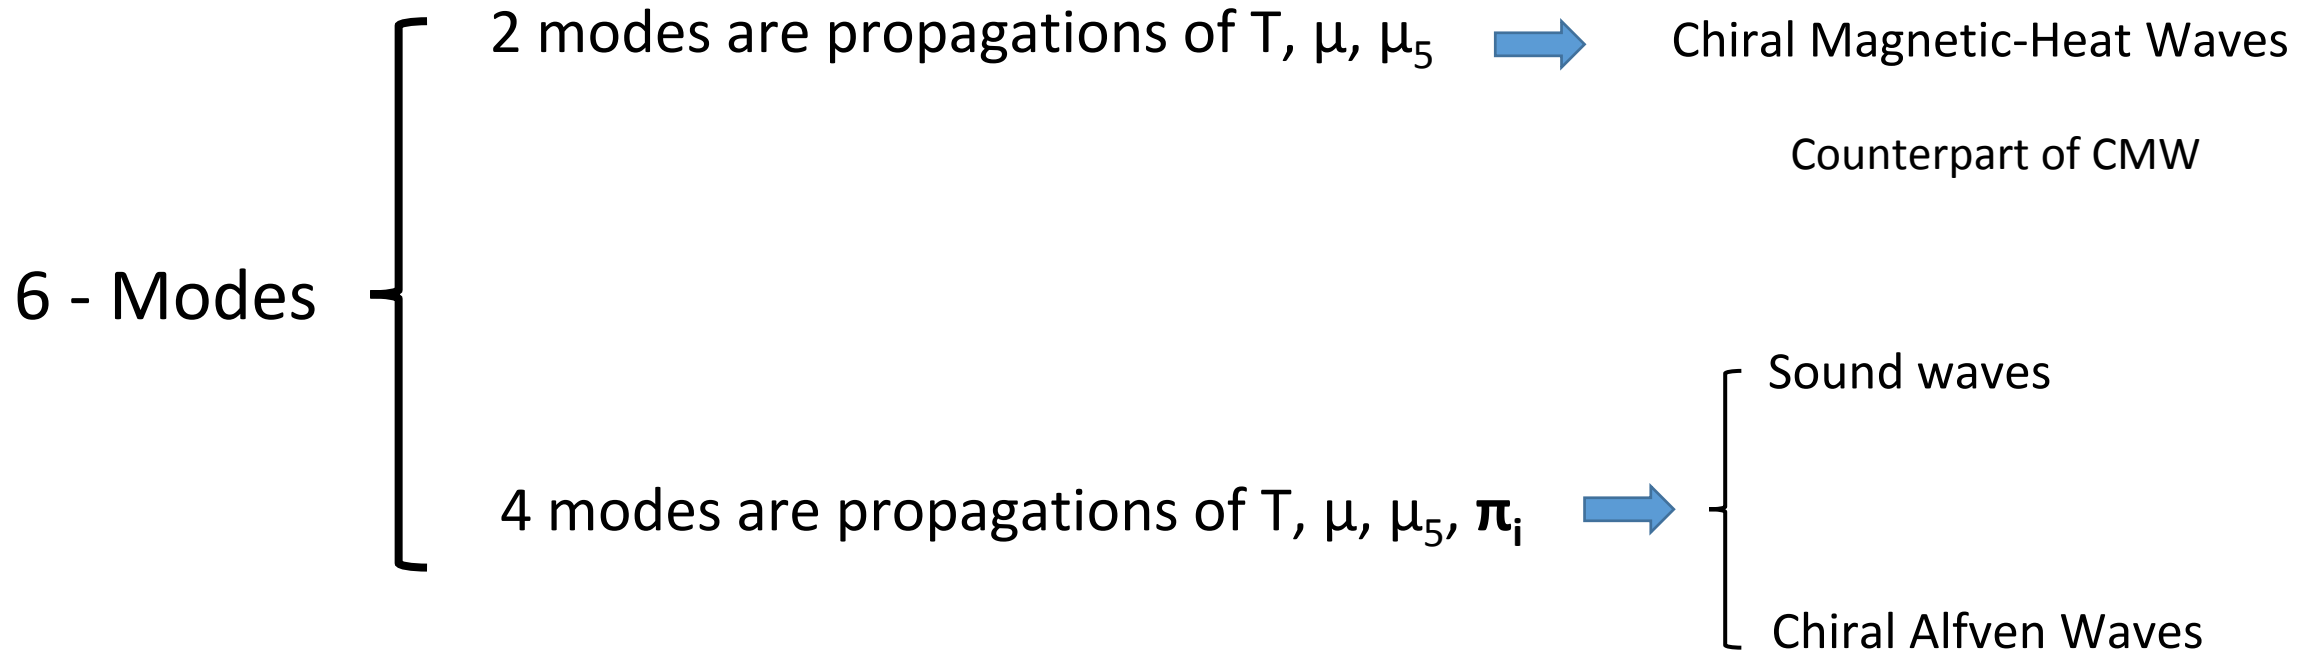 2 modes are propagations of T, μ, μ₅
Chiral Magnetic-Heat Waves
Counterpart of CMW
6 - Modes
Sound waves
4 modes are propagations of T, μ, μ₅, πᵢ
Chiral Alfven Waves